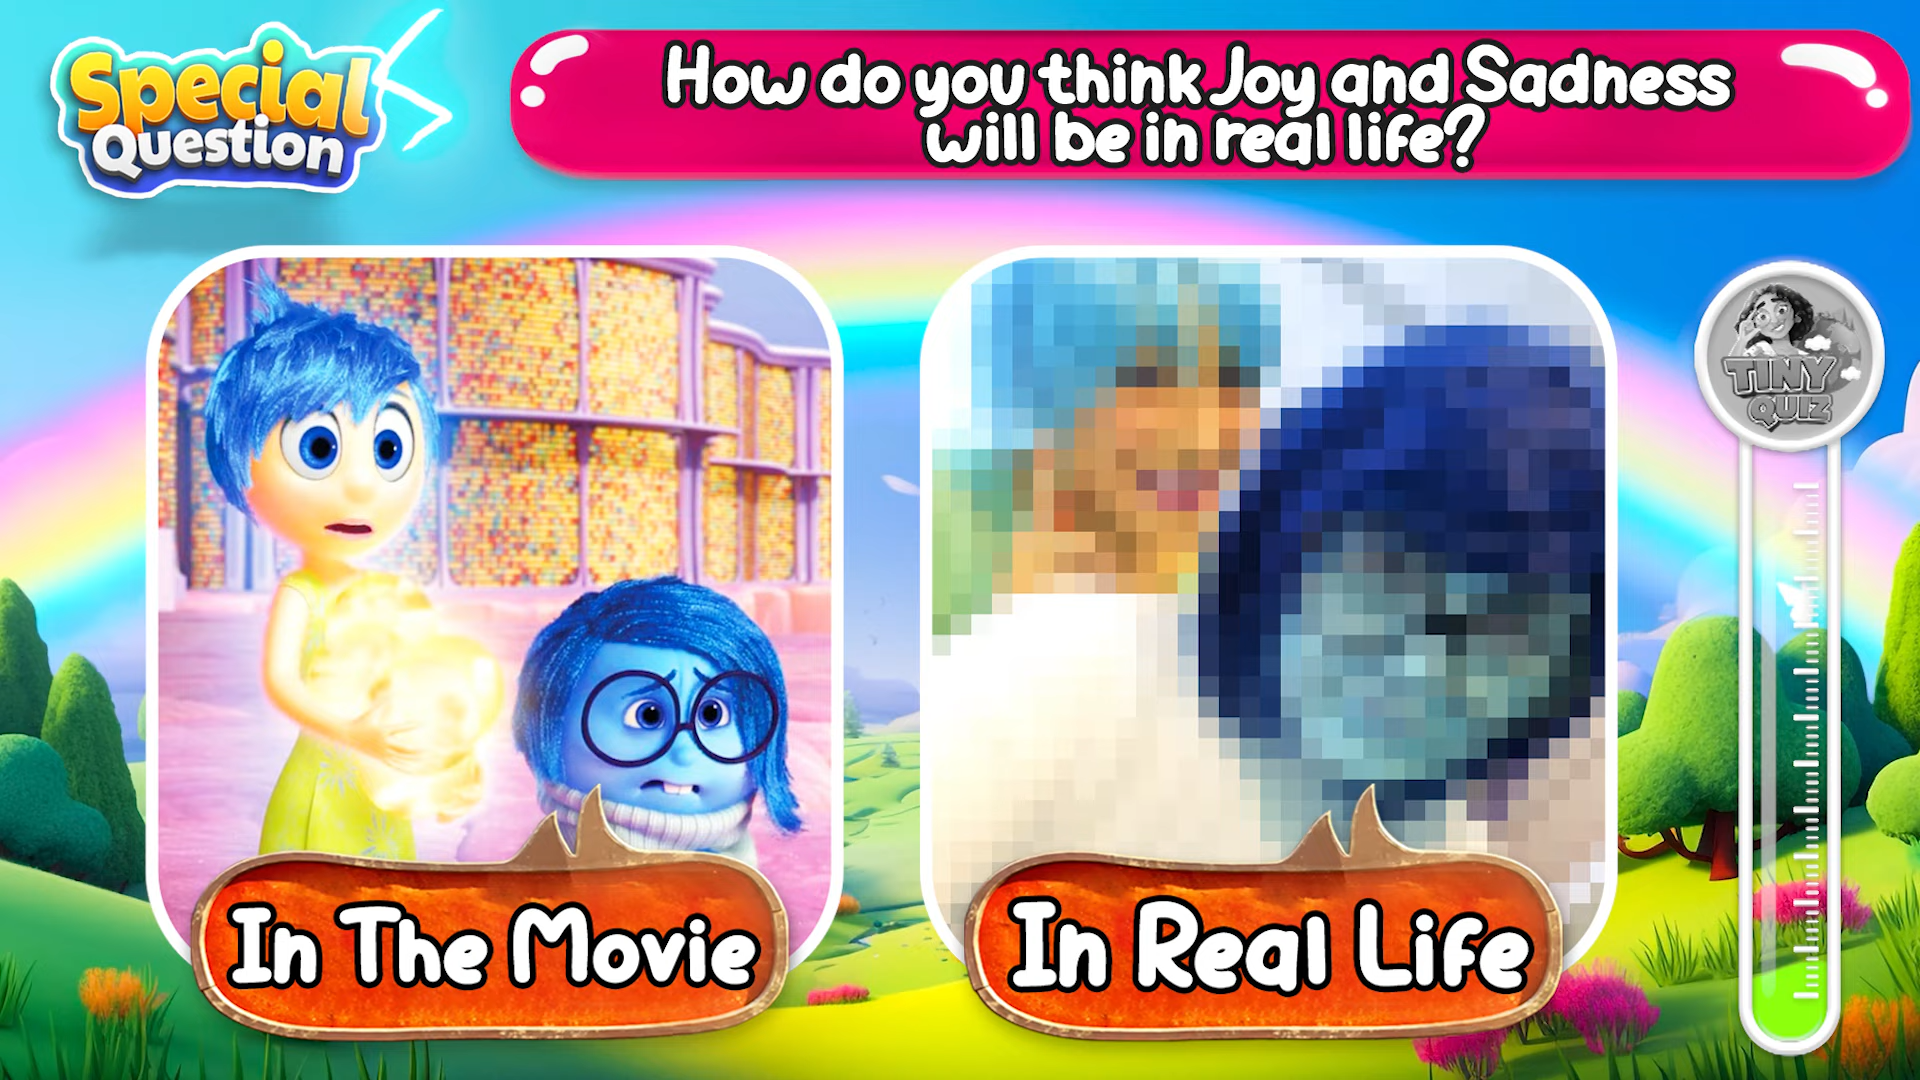 Special
Question
How do you think Joy and Sadness
will be in real life?
TINY
QUIZ
In The Movie
In Real Life